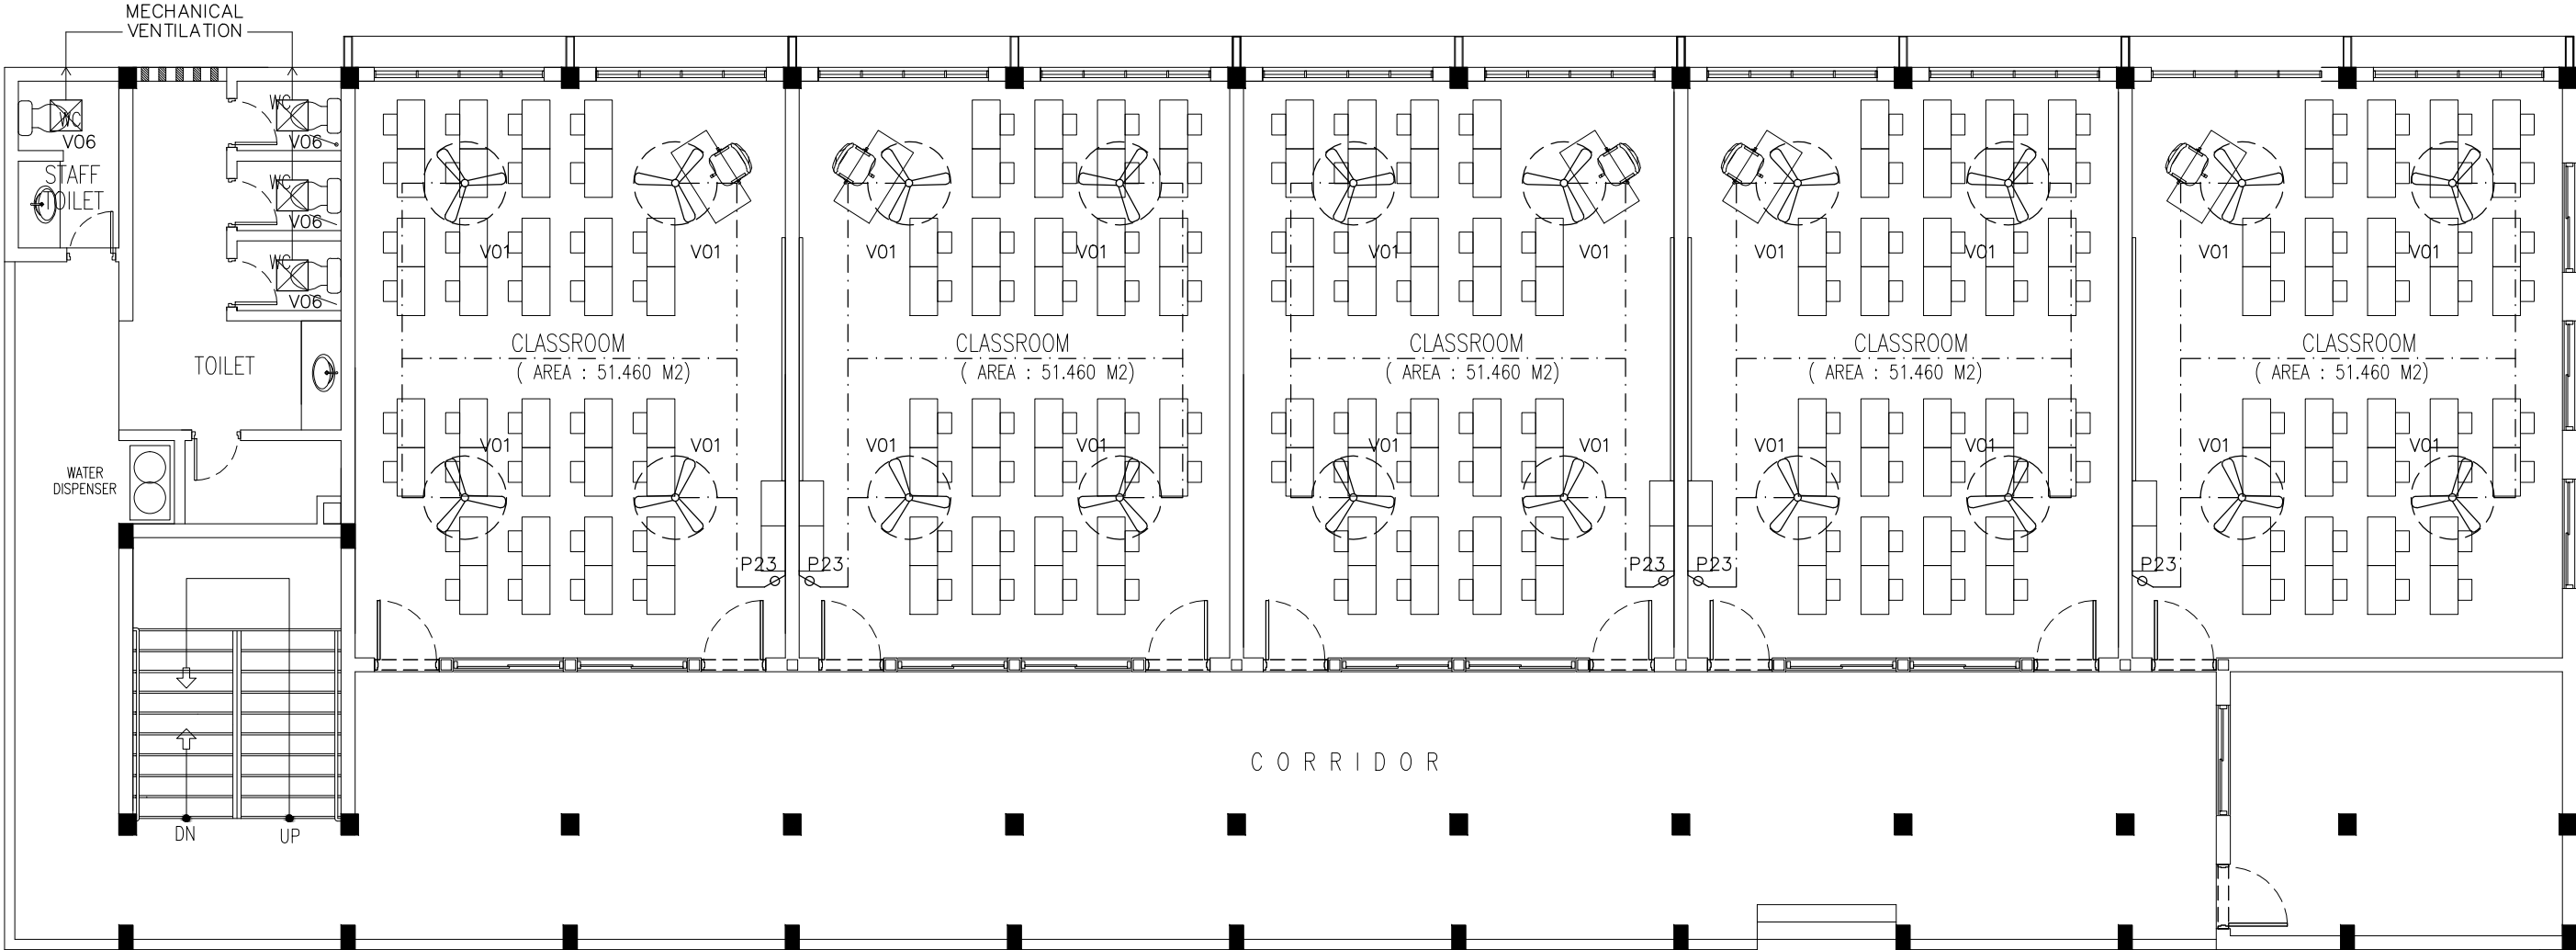 MECHANICAL
VENTILATION
WC
V06
STAFF
TOILET
WC
V06
WC
V06
WC
V06
TOILET
WATER
DISPENSER
DN
UP
V01
V01
CLASSROOM
( AREA : 51.460 M2)
V01
V01
P23
V01
V01
CLASSROOM
( AREA : 51.460 M2)
V01
V01
P23
V01
V01
CLASSROOM
( AREA : 51.460 M2)
V01
V01
P23
V01
V01
CLASSROOM
( AREA : 51.460 M2)
V01
V01
P23
V01
V01
CLASSROOM
( AREA : 51.460 M2)
V01
V01
CORRIDOR